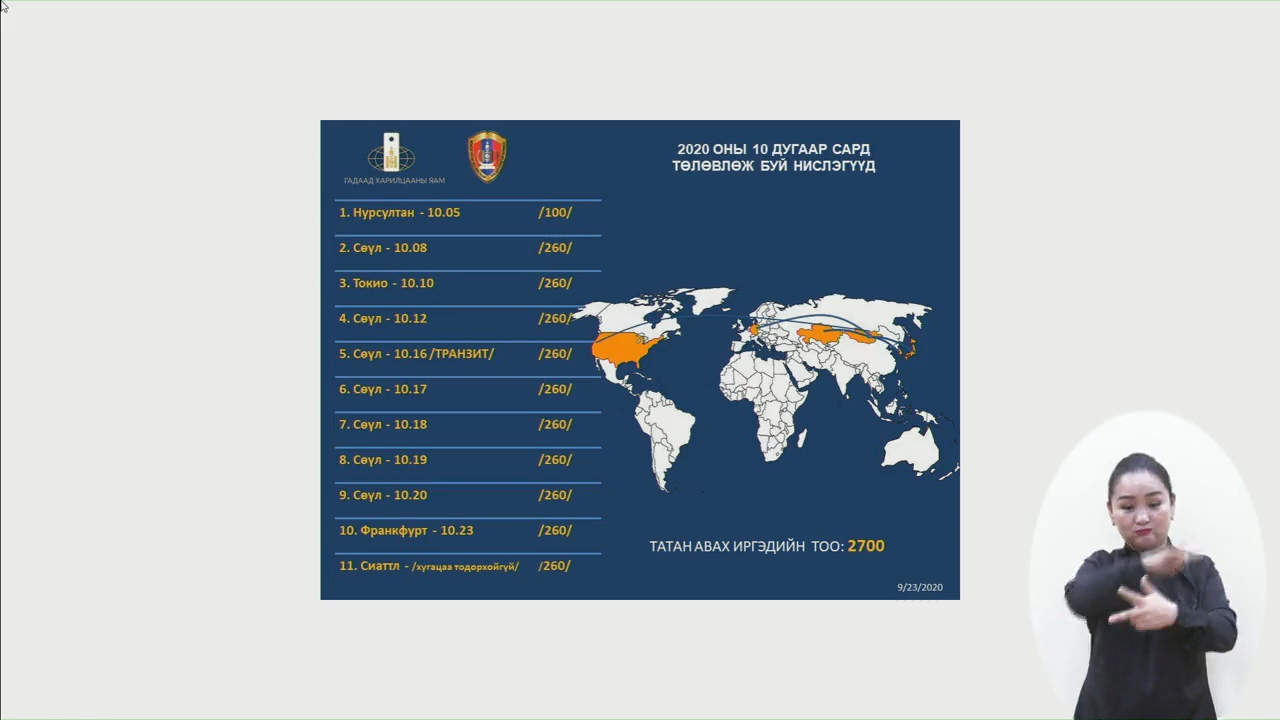 ГАДААД ХАРИЛЦААНЫ ЯАМ
2020 ОНЫ 10 ДУГААР САРД
ТӨЛӨВЛӨЖ БУЙ НИСЛЭГҮҮД
1. Нурсултан - 10.05 /100/
2. Сөүл - 10.08 /260/
3. Токио - 10.10 /260/
4. Сөүл - 10.12 /260/
5. Сөүл - 10.16 /ТРАНЗИТ/ /260/
6. Сөүл - 10.17 /260/
7. Сөүл - 10.18 /260/
8. Сөүл - 10.19 /260/
9. Сөүл - 10.20 /260/
10. Франкфурт - 10.23 /260/
11. Сиаттл - /хугацаа тодорхойгүй/ /260/
ТАТАН АВАХ ИРГЭДИЙН ТОО: 2700
9/23/2020